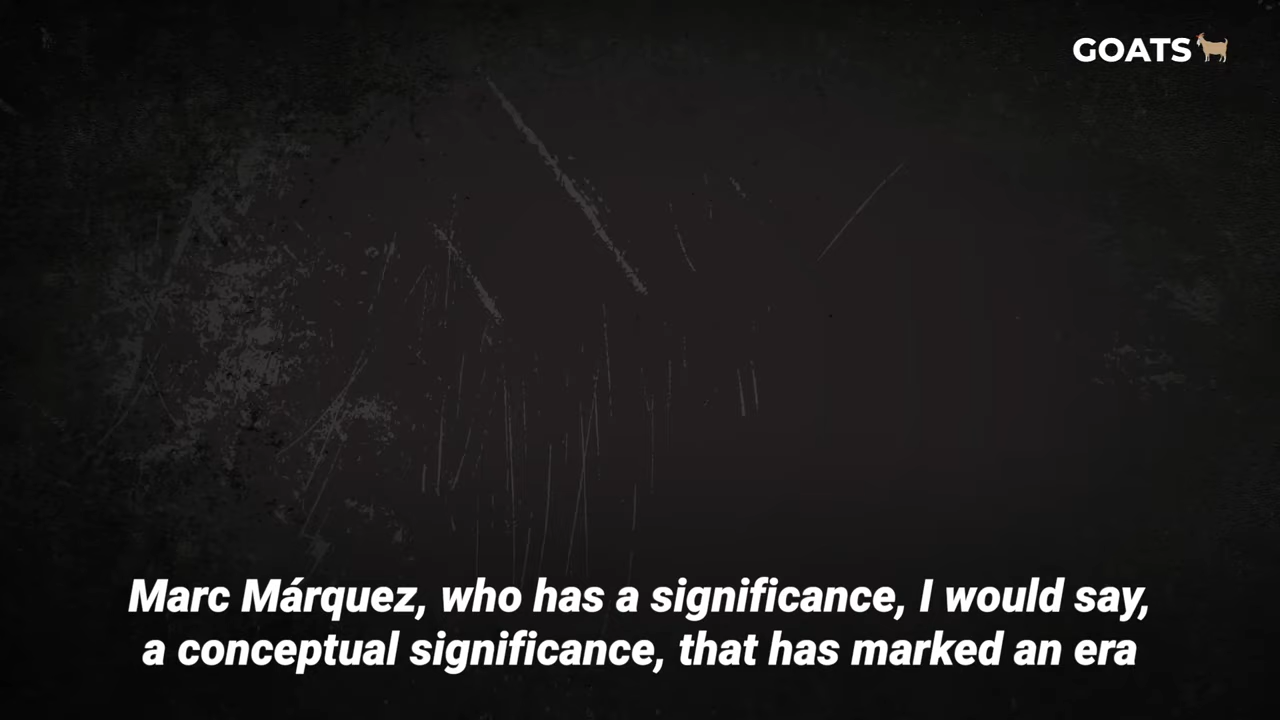 GOATS
Marc Márquez, who has a significance, I would say,
a conceptual significance, that has marked an era